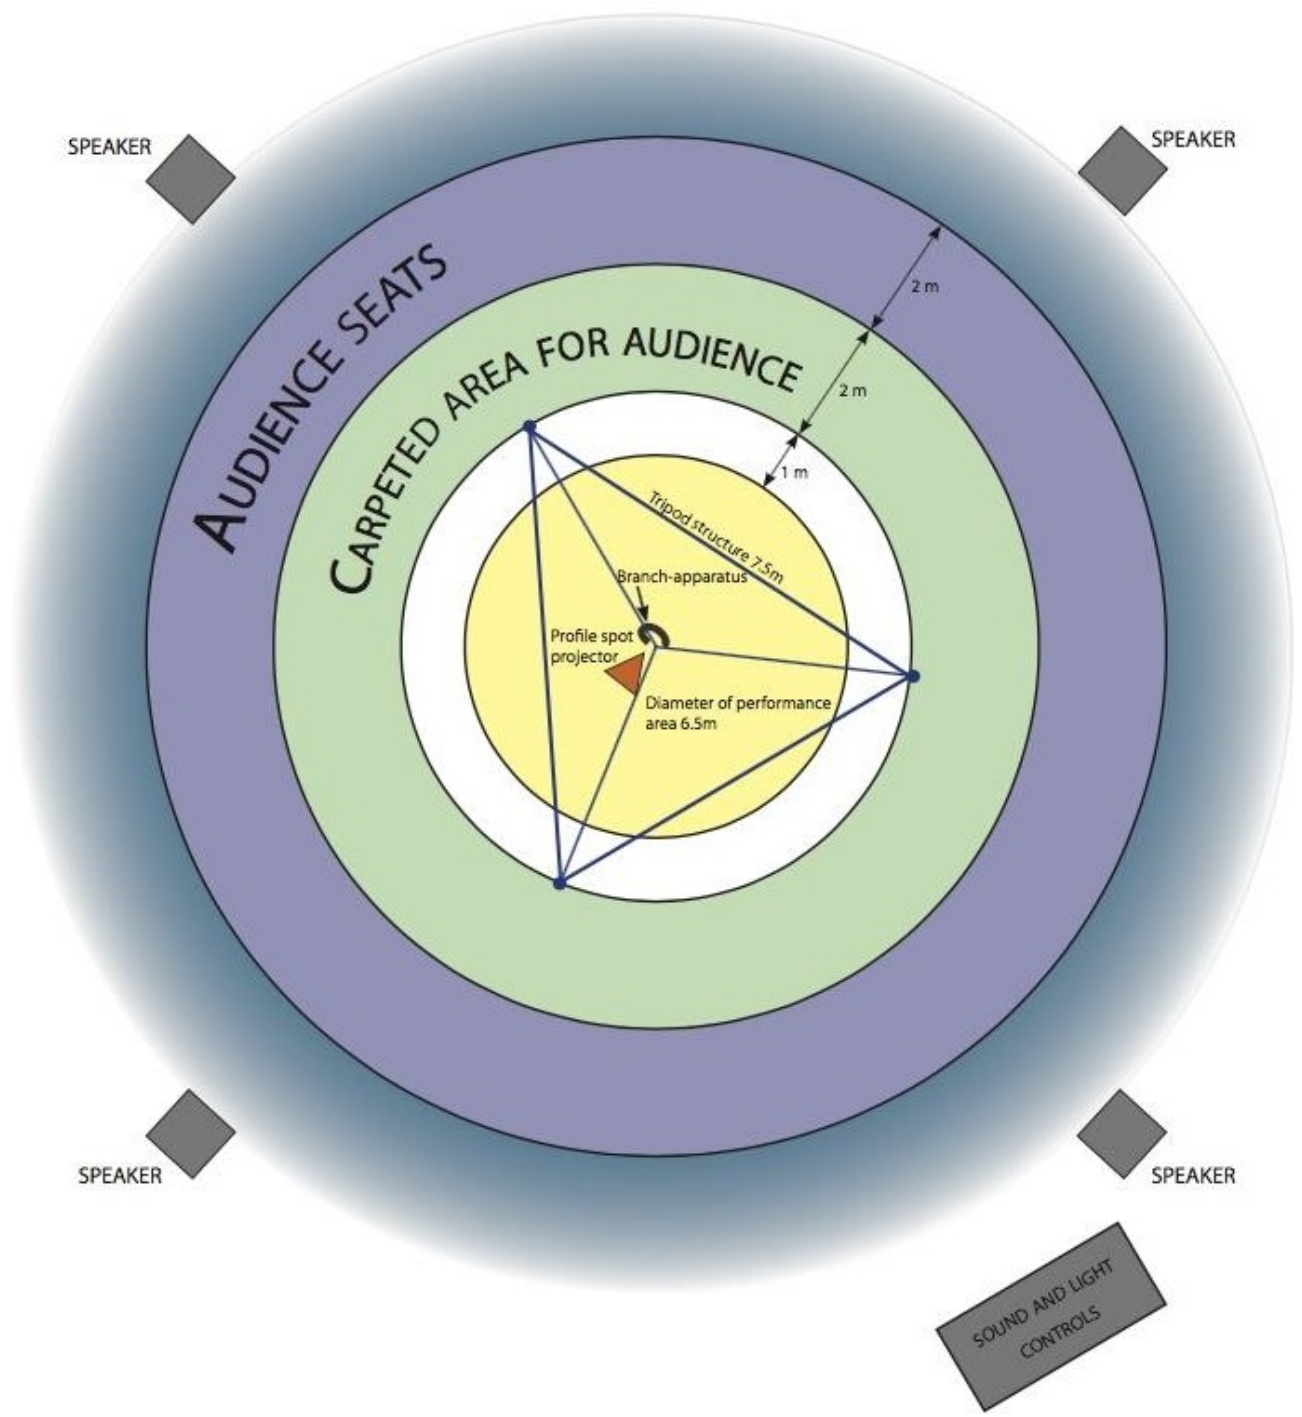 SPEAKER
SPEAKER
AUDIENCE SEATS
2 m
CARPETED AREA FOR AUDIENCE
2 m
1 m
Tripod structure 7.5m
Branch-apparatus
Profile spot
projector
Diameter of performance
area 6.5m
SPEAKER
SPEAKER
SOUND AND LIGHT
CONTROLS